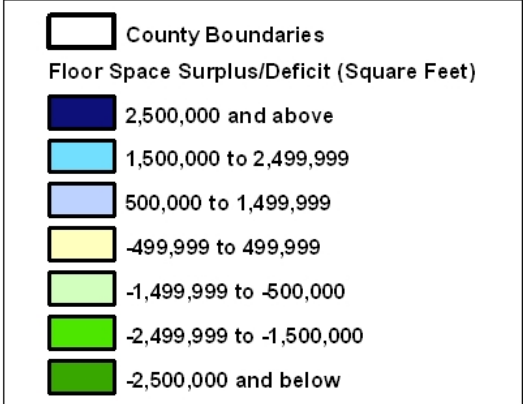 County Boundaries
Floor Space Surplus/Deficit (Square Feet)
2,500,000 and above
1,500,000 to 2,499,999
500,000 to 1,499,999
-499,999 to 499,999
-1,499,999 to -500,000
-2,499,999 to -1,500,000
-2,500,000 and below